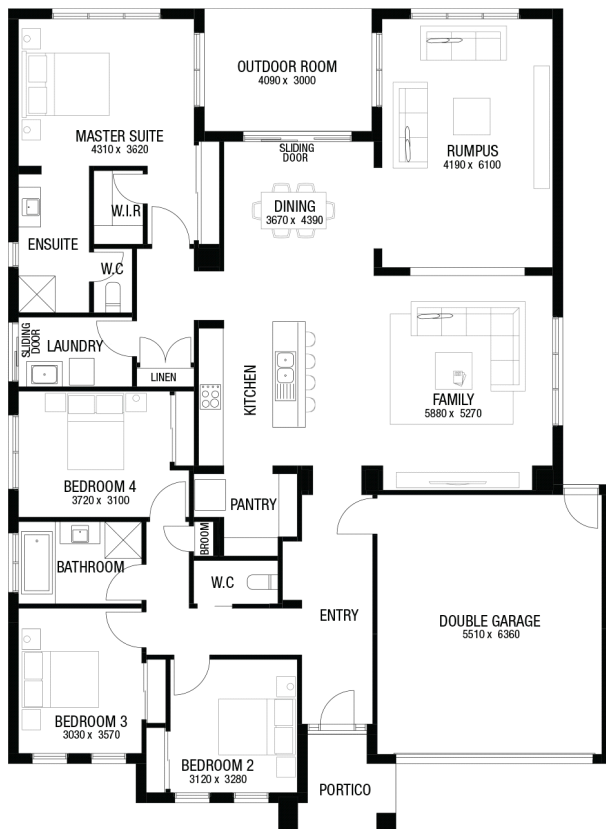 OUTDOOR ROOM
4090 x 3000
MASTER SUITE
4310 x 3620
SLIDING
DOOR
RUMPUS
4190 x 6100
W.I.R
DINING
3670 x 4390
ENSUITE
W.C
SLIDING
DOOR
LAUNDRY
LINEN
KITCHEN
FAMILY
5880 x 5270
BEDROOM 4
3720 x 3100
PANTRY
BROOM
BATHROOM
W.C
ENTRY
DOUBLE GARAGE
5510 x 6360
BEDROOM 3
3030 x 3570
BEDROOM 2
3120 x 3280
PORTICO